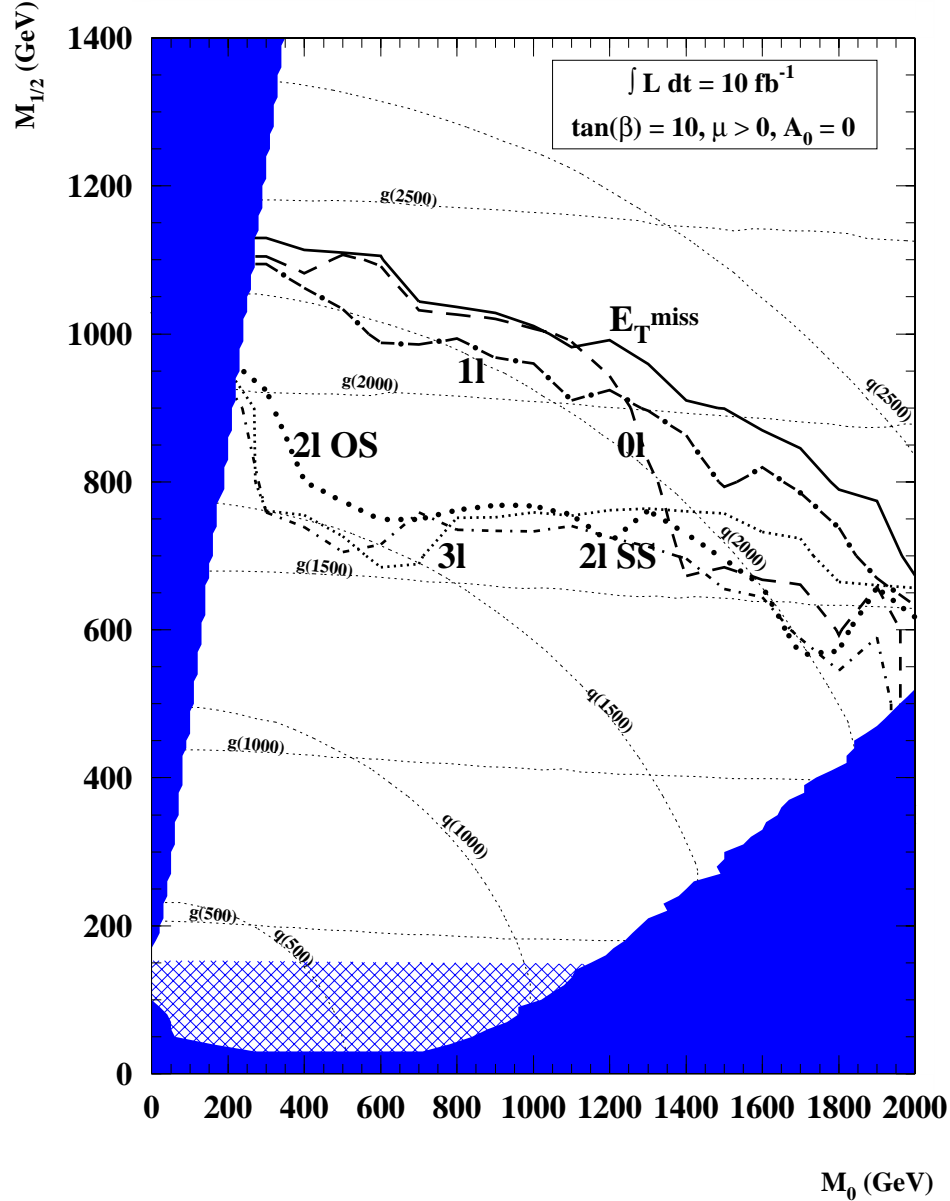 M1/2 (GeV)
1400
1200
1000
800
600
400
200
0
∫ L dt = 10 fb-1
tan(β) = 10, μ > 0, A0 = 0
g(2500)
ETmiss
1l
g(2000)
q(2500)
2l OS
0l
3l
2l SS
q(2000)
g(1500)
q(1500)
g(1000)
q(1000)
g(500)
q(500)
0 200 400 600 800 1000 1200 1400 1600 1800 2000
M0 (GeV)